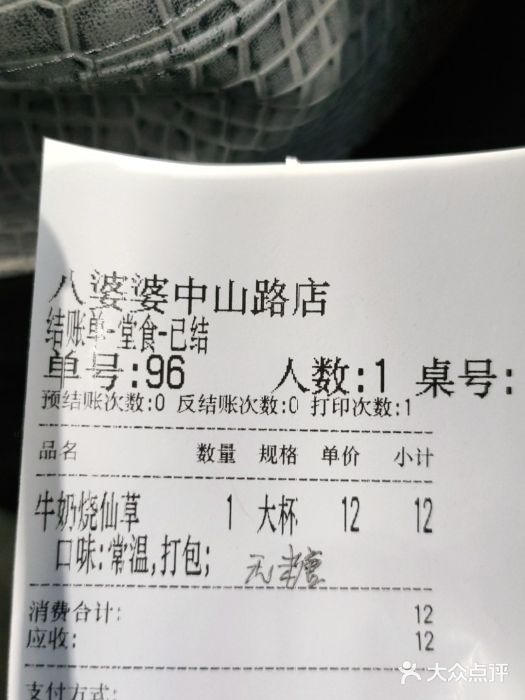 八婆婆中山路店
结账单-堂食-已结
单号:96 人数:1 桌号:
预结账次数:0 反结账次数:0 打印次数:1
品名 数量 规格 单价 小计
牛奶烧仙草 1 大杯 12 12
口味:常温,打包; 无糖
消费合计: 12
应收: 12
支付方式:
大众点评